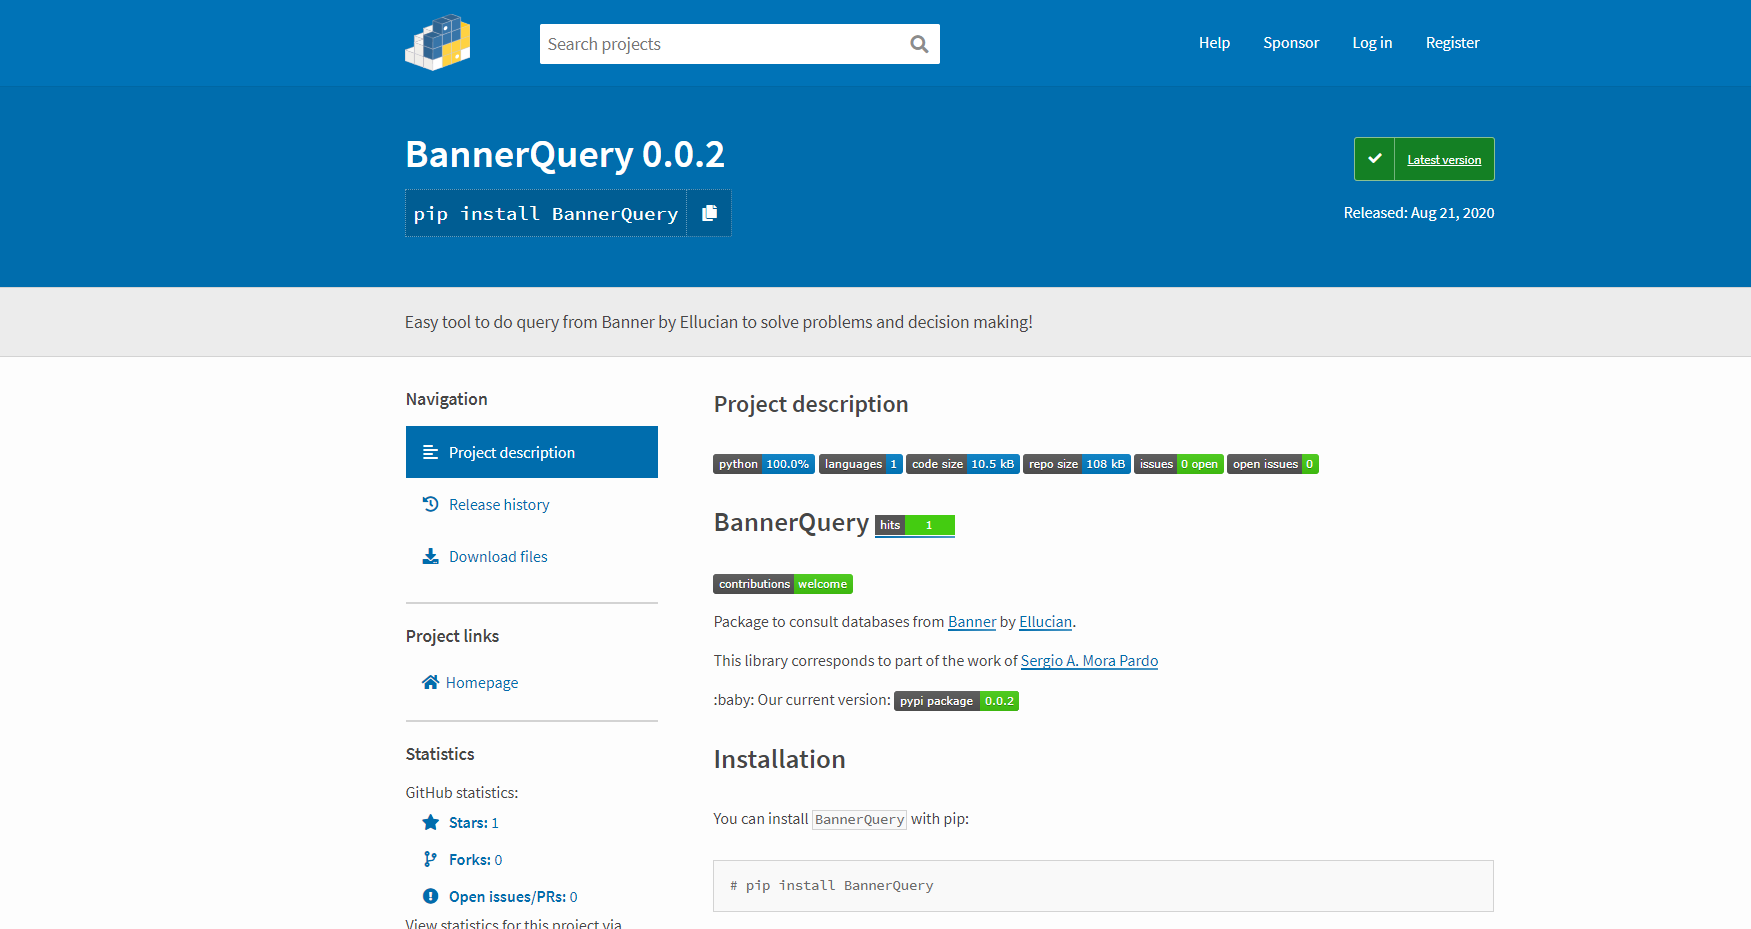 Search projects
Help
Sponsor
Log in
Register
BannerQuery 0.0.2
pip install BannerQuery
Latest version
Released: Aug 21, 2020
Easy tool to do query from Banner by Ellucian to solve problems and decision making!
Navigation
Project description
Release history
Download files
Project links
Homepage
Statistics
GitHub statistics:
Stars: 1
Forks: 0
Open issues/PRs: 0
View statistics for this project via
Project description
python 100.0% languages 1 code size 10.5 kB repo size 108 kB issues 0 open open issues 0
BannerQuery hits 1
contributions welcome
Package to consult databases from Banner by Ellucian.
This library corresponds to part of the work of Sergio A. Mora Pardo
:baby: Our current version: pypi package 0.0.2
Installation
You can install BannerQuery with pip:
# pip install BannerQuery